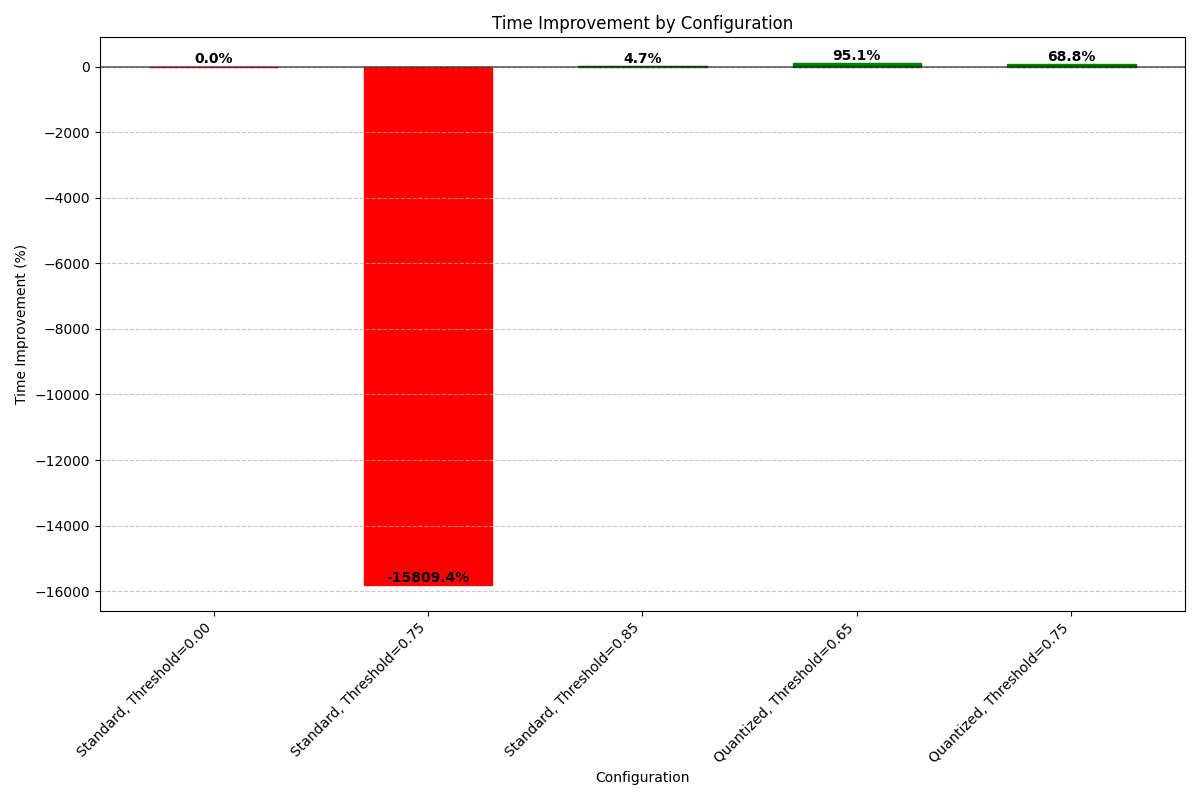 Time Improvement by Configuration
Time Improvement (%)
0
−2000
−4000
−6000
−8000
−10000
−12000
−14000
−16000
0.0%
-15809.4%
4.7%
95.1%
68.8%
Standard, Threshold=0.00
Standard, Threshold=0.75
Standard, Threshold=0.85
Quantized, Threshold=0.65
Quantized, Threshold=0.75
Configuration